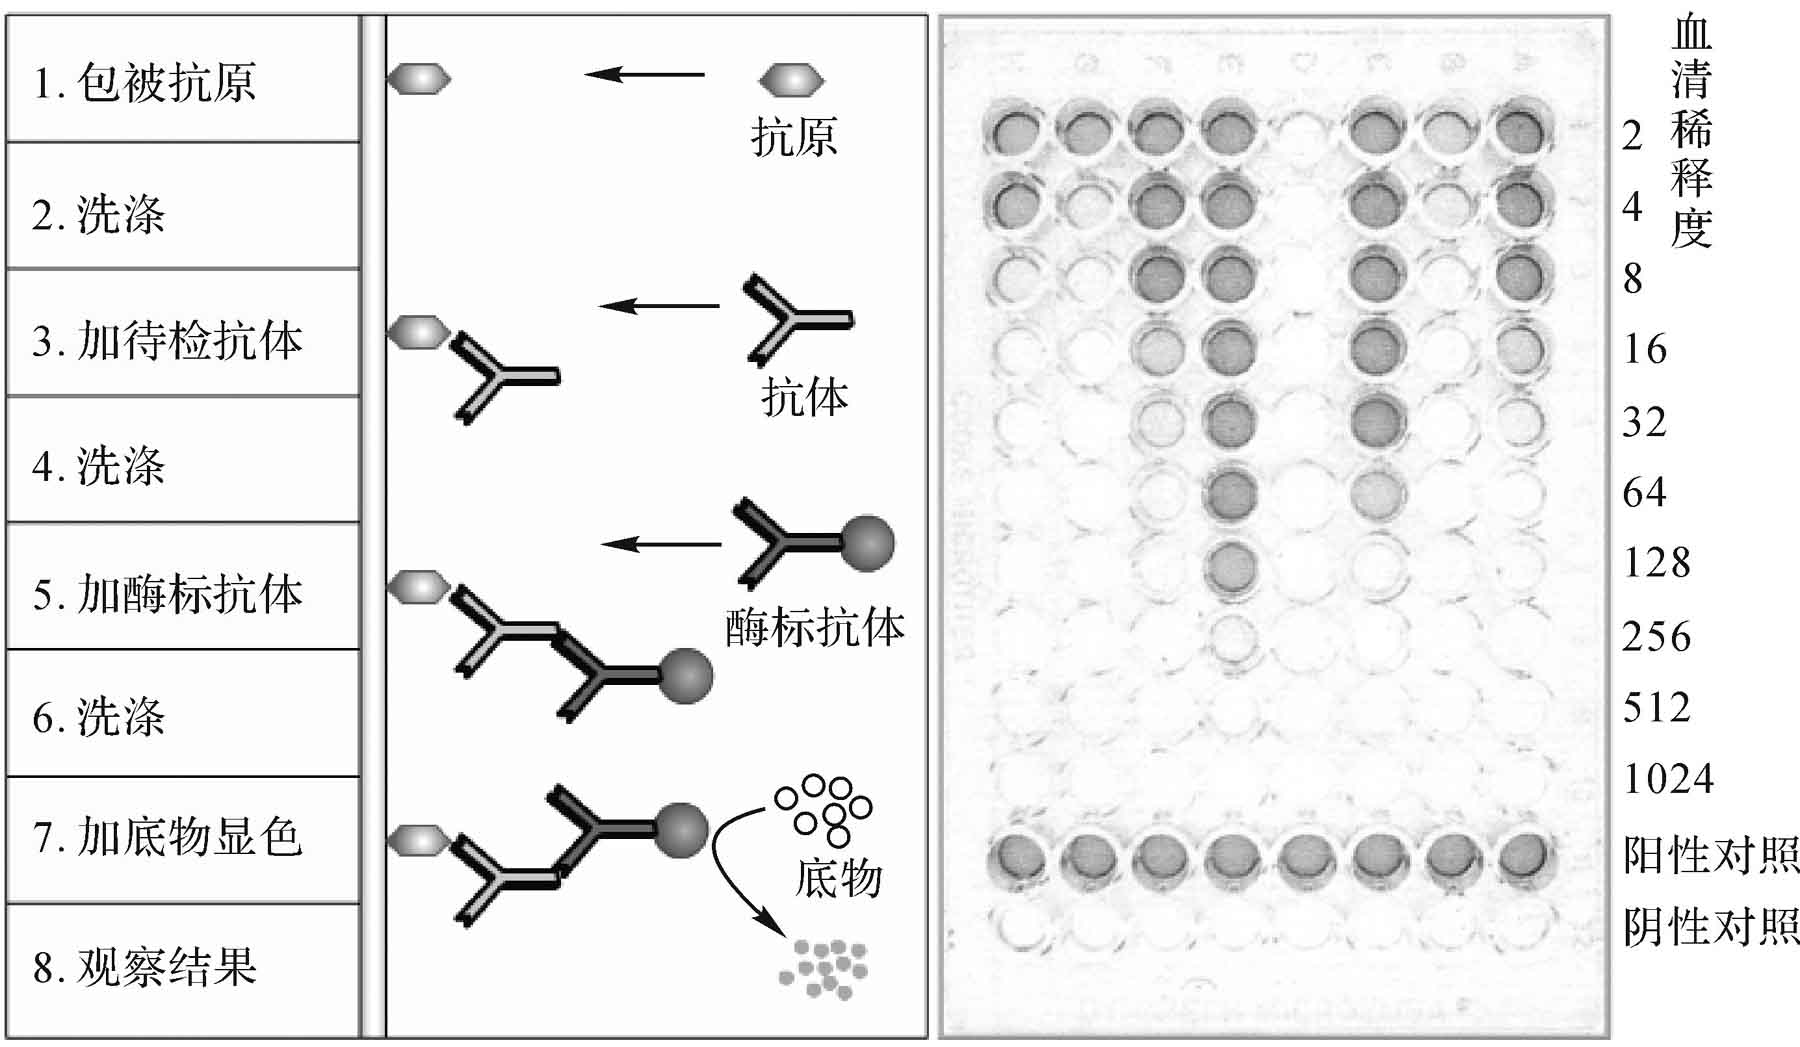 1. 包被抗原
2. 洗涤
3. 加待检抗体
4. 洗涤
5. 加酶标抗体
6. 洗涤
7. 加底物显色
8. 观察结果
抗原
抗体
酶标抗体
底物
血清稀释度
2
4
8
16
32
64
128
256
512
1024
阳性对照
阴性对照